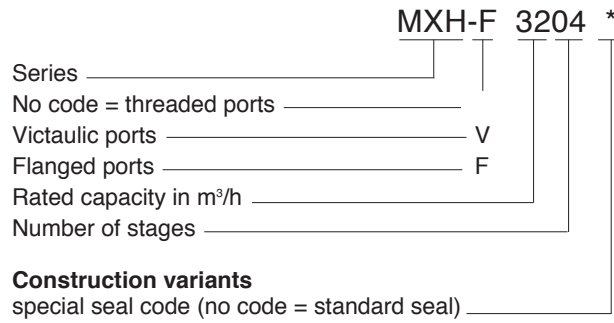 MXH-F 3204 *
Series
No code = threaded ports
Victaulic ports V
Flanged ports F
Rated capacity in m³/h
Number of stages
Construction variants
special seal code (no code = standard seal)